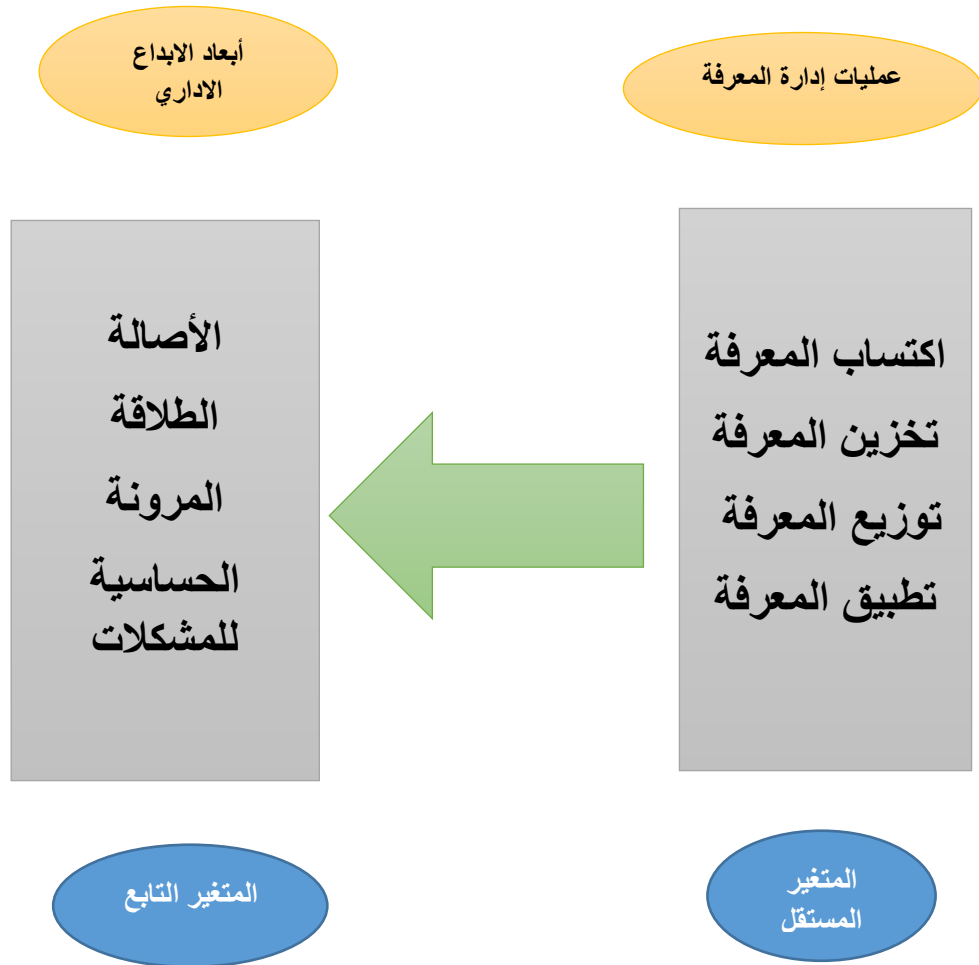 عمليات إدارة المعرفة
أبعاد الابداع
الاداري
اكتساب المعرفة
تخزين المعرفة
توزيع المعرفة
تطبيق المعرفة
الأصالة
الطلاقة
المرونة
الحساسية
للمشكلات
المتغير
المستقل
المتغير التابع